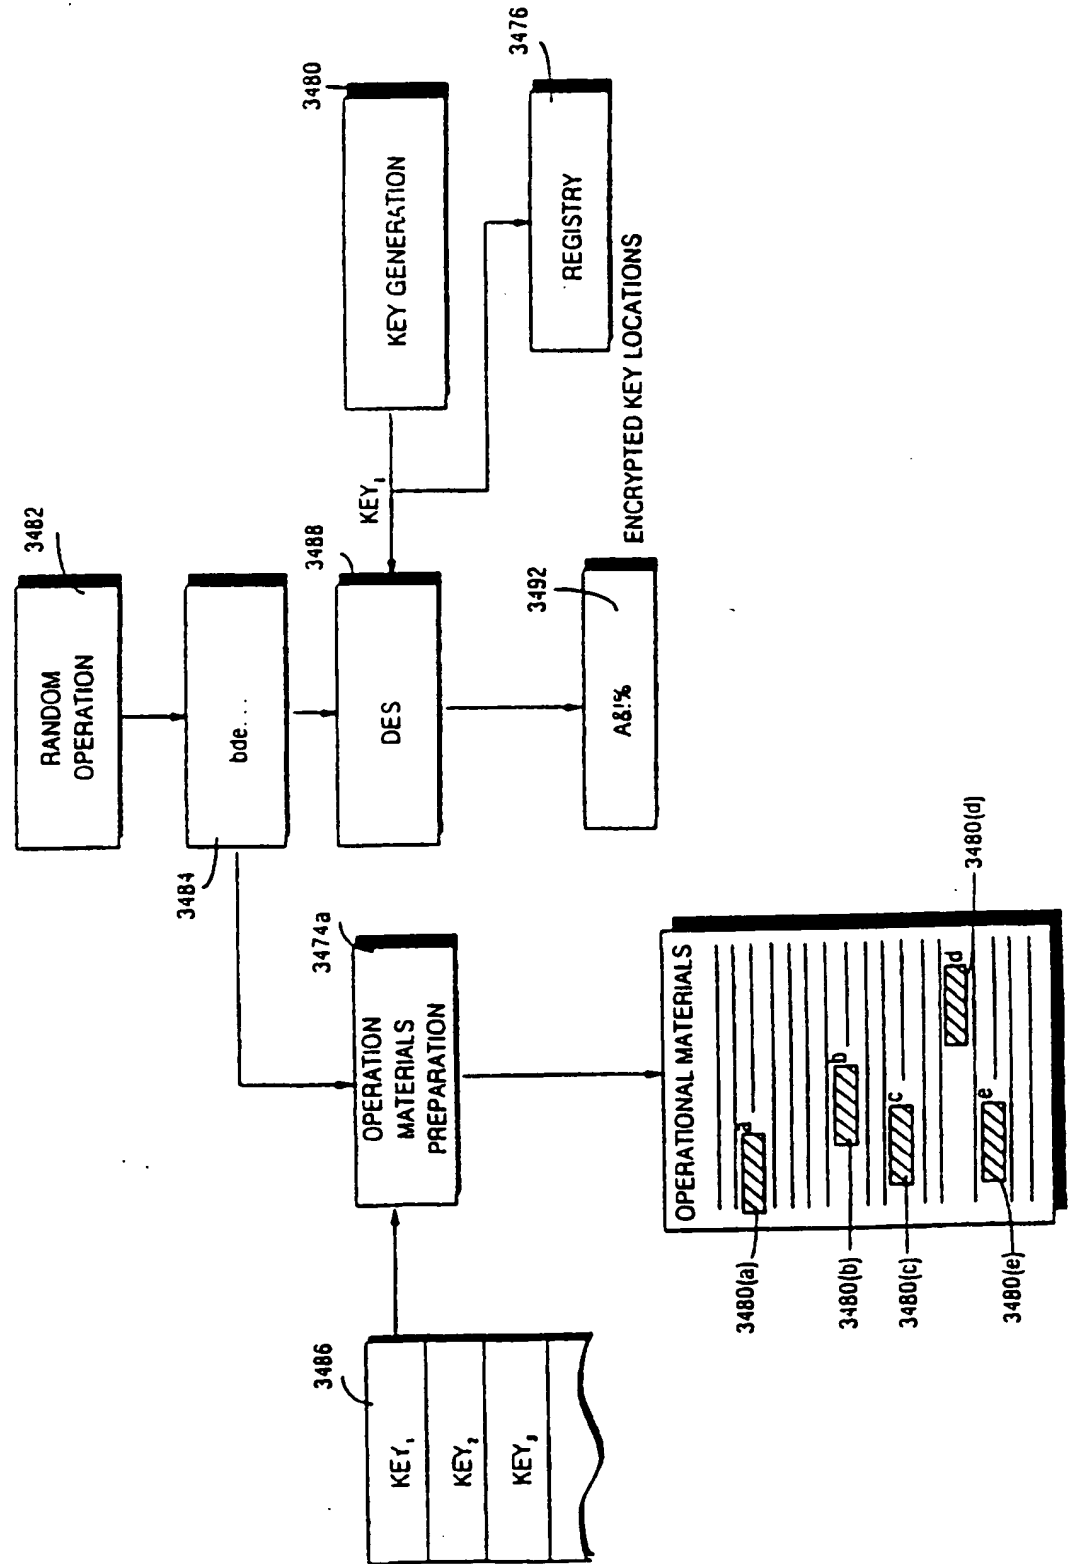 3486
KEY1
KEY2
KEY3
3474a
OPERATION
MATERIALS
PREPARATION
OPERATIONAL MATERIALS
a
b
c
d
e
3480(a)
3480(b)
3480(c)
3480(d)
3480(e)
3482
RANDOM
OPERATION
3484
bde...
3488
DES
KEY1
3492
A&!%
ENCRYPTED KEY LOCATIONS
3480
KEY GENERATION
3476
REGISTRY